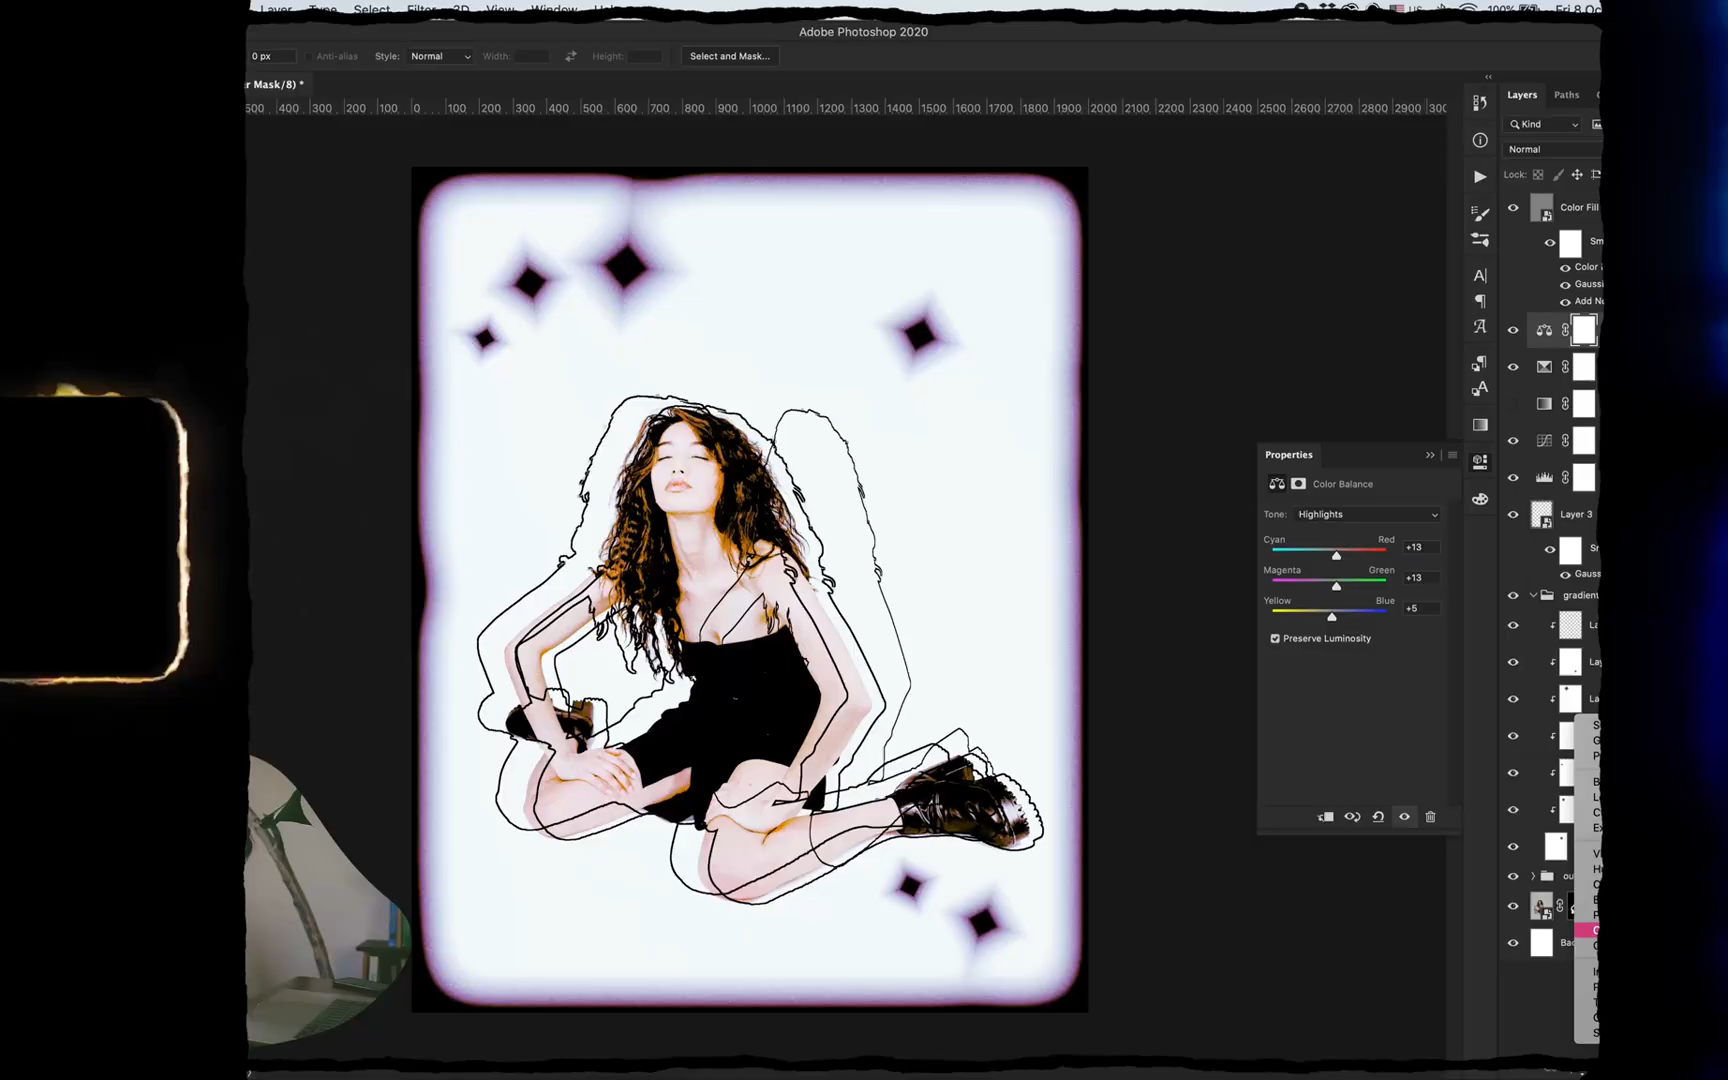 Layer Type Select Filter 3D View Window Help 100% Fri 8 Oc
Adobe Photoshop 2020
0 px Anti-alias Style: Normal Width: Height: Select and Mask...
r Mask/8) *
500 400 300 200 100 0 100 200 300 400 500 600 700 800 900 1000 1100 1200 1300 1400 1500 1600 1700 1800 1900 2000 2100 2200 2300 2400 2500 2600 2700 2800 2900 300
Layers Paths
Kind
Normal
Lock:
Color Fill
Sm
Color
Gauss
Add No
Layer 3
Gauss
gradient
Properties
Color Balance
Tone: Highlights
Cyan Red +13
Magenta Green +13
Yellow Blue +5
Preserve Luminosity
La
Lay
La
ou
Bac